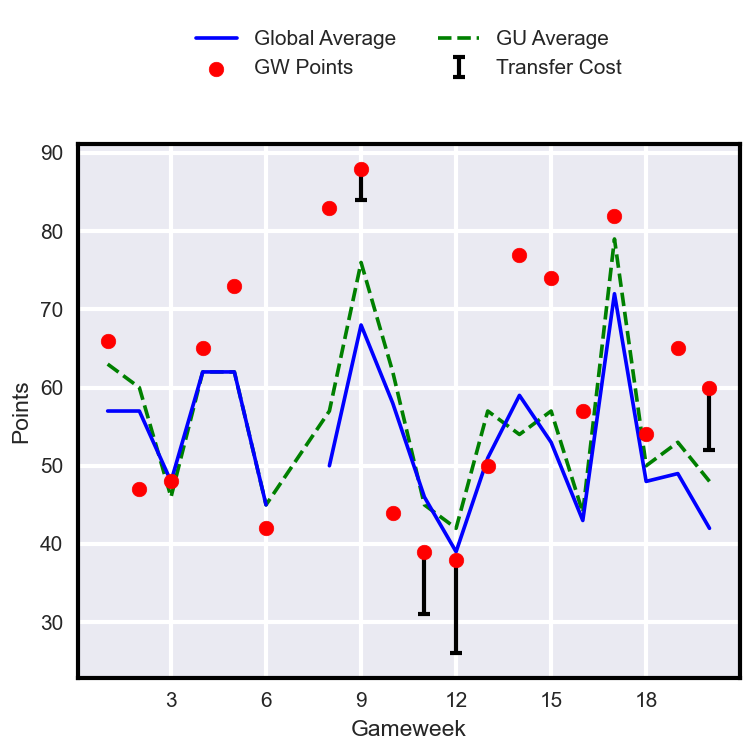 Global Average
GU Average
GW Points
Transfer Cost
90
80
70
60
50
40
30
Points
3 6 9 12 15 18
Gameweek